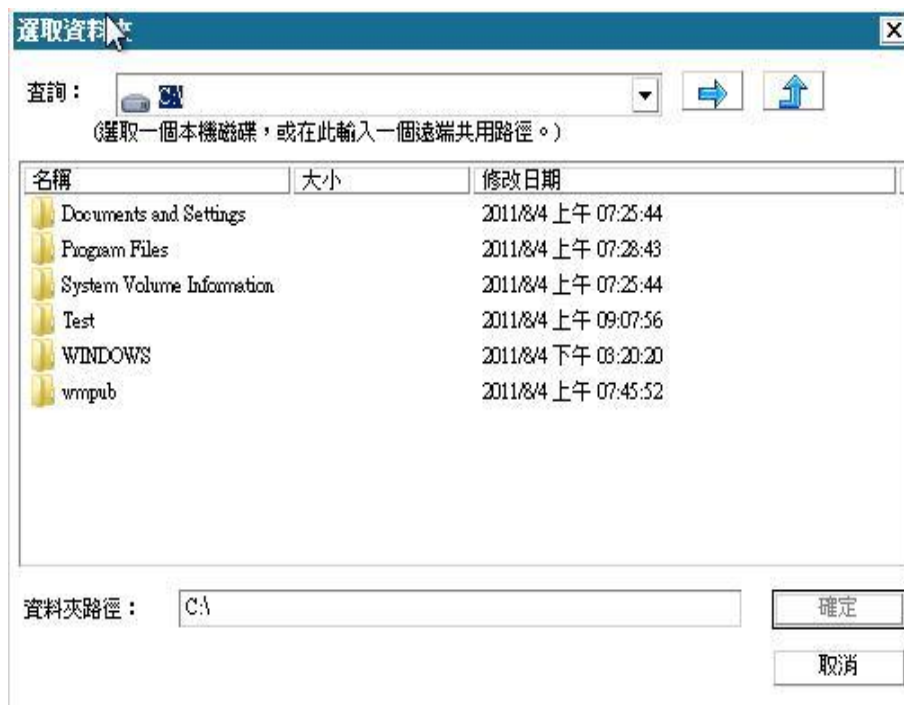 選取資料夾
查詢： C:\
(選取一個本機磁碟，或在此輸入一個遠端共用路徑。)
名稱 大小 修改日期
Documents and Settings 2011/8/4 上午 07:25:44
Program Files 2011/8/4 上午 07:28:43
System Volume Information 2011/8/4 上午 07:25:44
Test 2011/8/4 上午 09:07:56
WINDOWS 2011/8/4 下午 03:20:20
wmpub 2011/8/4 上午 07:45:52
資料夾路徑： C:\ 確定
取消